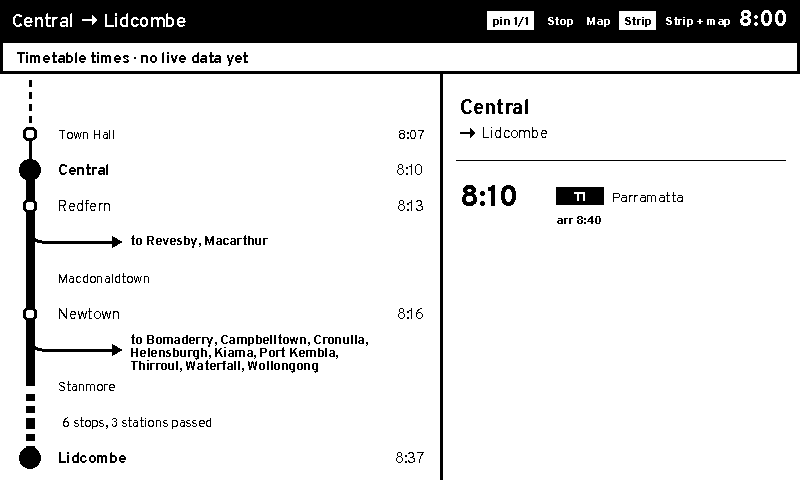 Central → Lidcombe
pin 1/1 Stop Map Strip Strip + map 8:00
Timetable times · no live data yet
Town Hall 8:07
Central 8:10
Redfern 8:13
to Revesby, Macarthur
Macdonaldtown
Newtown 8:16
to Bomaderry, Campbelltown, Cronulla,
Helensburgh, Kiama, Port Kembla,
Thirroul, Waterfall, Wollongong
Stanmore
6 stops, 3 stations passed
Lidcombe 8:37
Central
→ Lidcombe
8:10 T1 Parramatta
arr 8:40